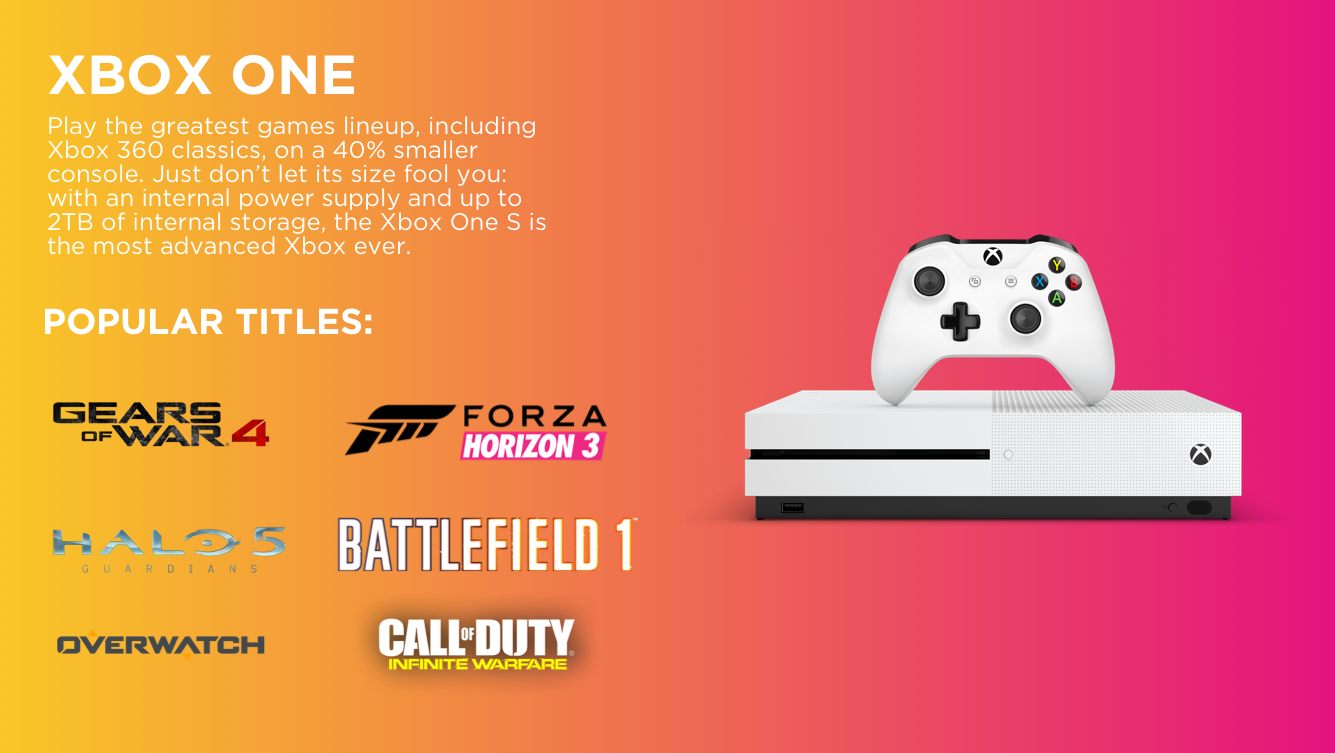 XBOX ONE
Play the greatest games lineup, including
Xbox 360 classics, on a 40% smaller
console. Just don’t let its size fool you:
with an internal power supply and up to
2TB of internal storage, the Xbox One S is
the most advanced Xbox ever.
POPULAR TITLES:
GEARS
OF WAR 4
FORZA
HORIZON 3
HALO 5
GUARDIANS
BATTLEFIELD 1™
OVERWATCH
CALL OF DUTY®
INFINITE WARFARE
Y
X B
A